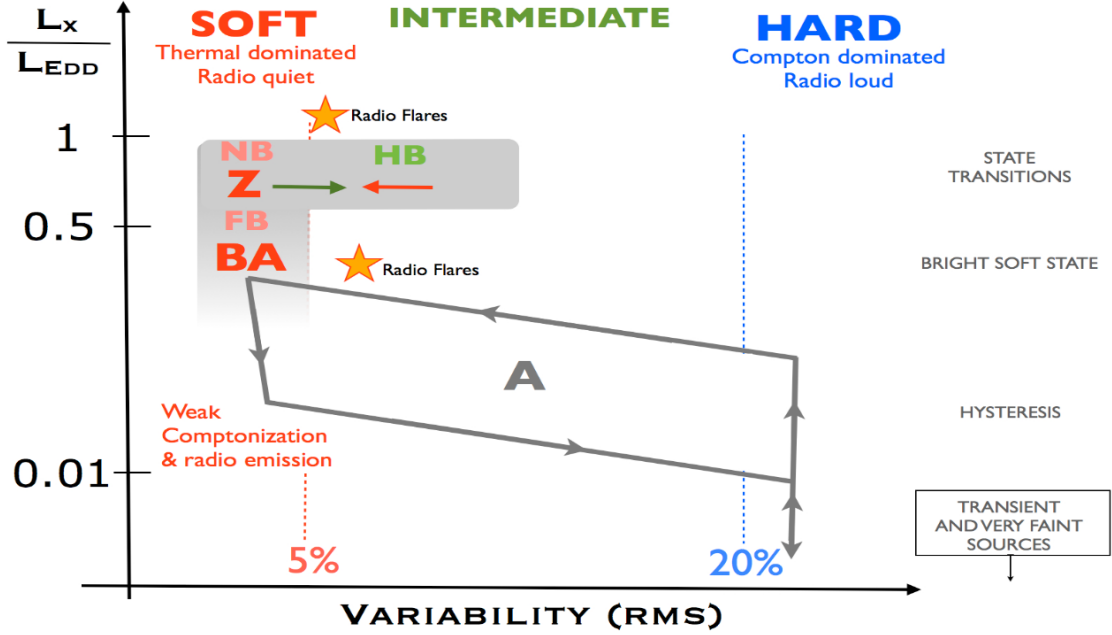 Lx
LEDD
SOFT
Thermal dominated
Radio quiet
INTERMEDIATE
HARD
Compton dominated
Radio loud
Radio Flares
1
NB
HB
Z
STATE
TRANSITIONS
0.5
FB
BA
Radio Flares
BRIGHT SOFT STATE
A
Weak
Comptonization
& radio emission
HYSTERESIS
0.01
TRANSIENT
AND VERY FAINT
SOURCES
5%
20%
VARIABILITY (RMS)